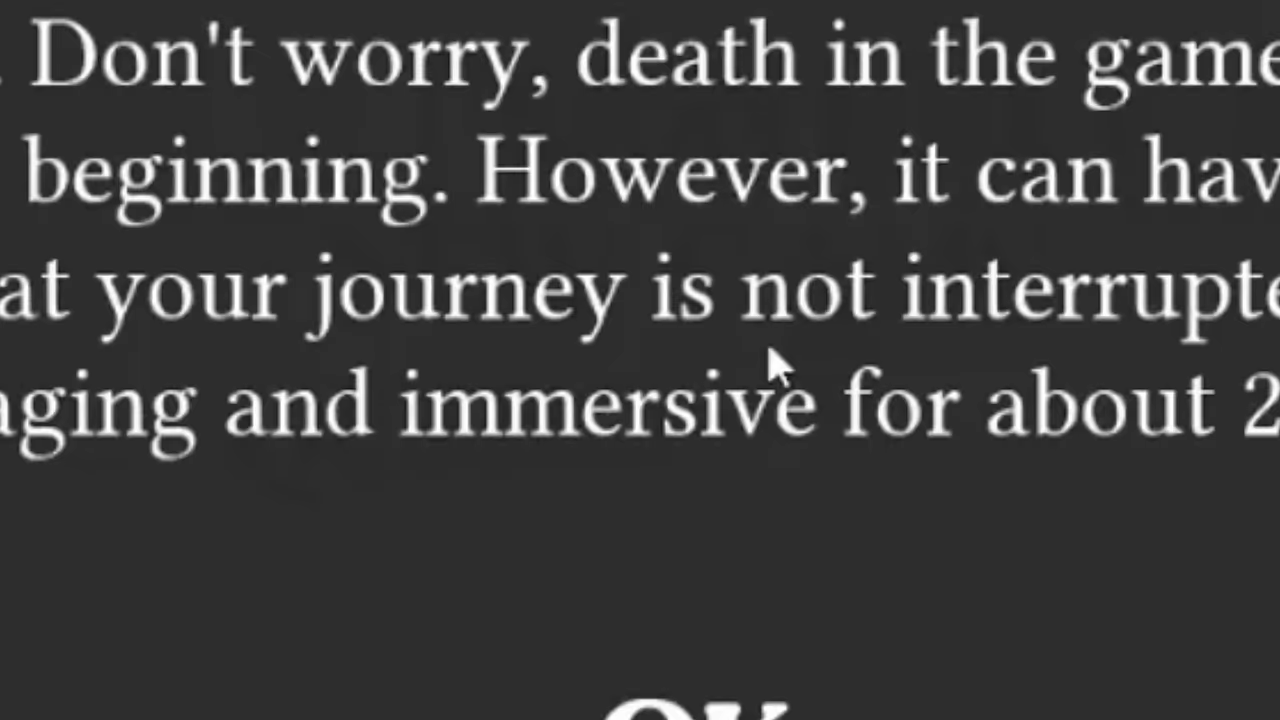 . Don't worry, death in the game
beginning. However, it can hav
at your journey is not interrupte
aging and immersive for about 2
OK